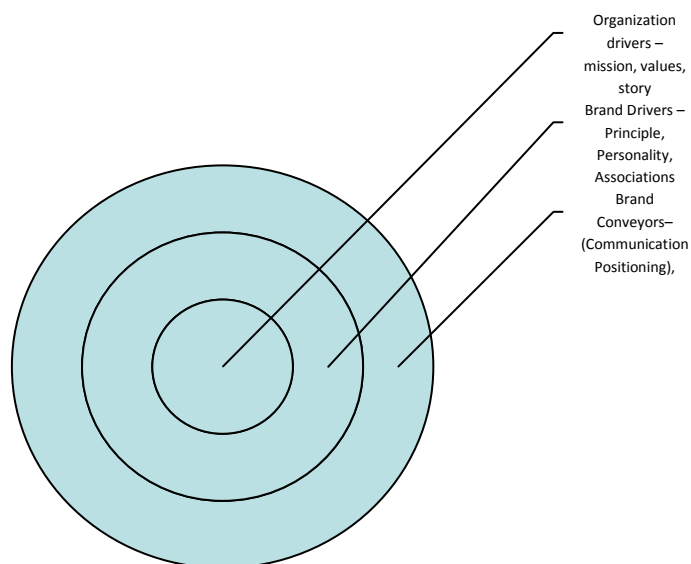 Organization
drivers –
mission, values,
story
Brand Drivers –
Principle,
Personality,
Associations
Brand
Conveyors–
(Communication
Positioning),